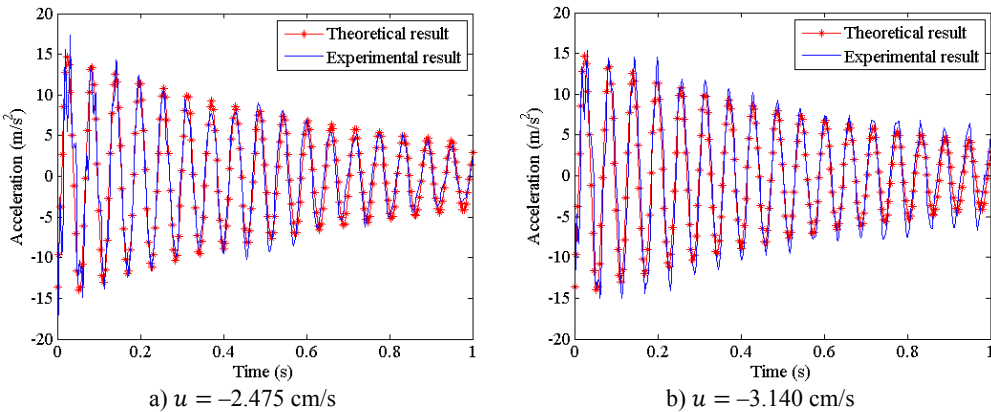 20
15
10
5
0
-5
-10
-15
-20
Acceleration (m/s²)
Theoretical result
Experimental result
0 0.2 0.4 0.6 0.8 1
Time (s)
a) u = –2.475 cm/s
20
15
10
5
0
-5
-10
-15
-20
Acceleration (m/s²)
Theoretical result
Experimental result
0 0.2 0.4 0.6 0.8 1
Time (s)
b) u = –3.140 cm/s